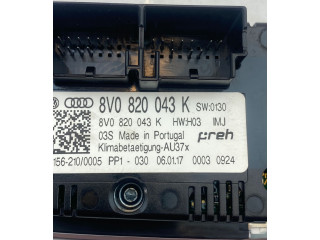 8V0 820 043 K SW:0130
8V0 820 043 K HW:H03 IMJ
03S Made in Portugal preh
Klimabetaetigung-AU37x
156-210/0005 PP1-030 06.01.17 0003 0924